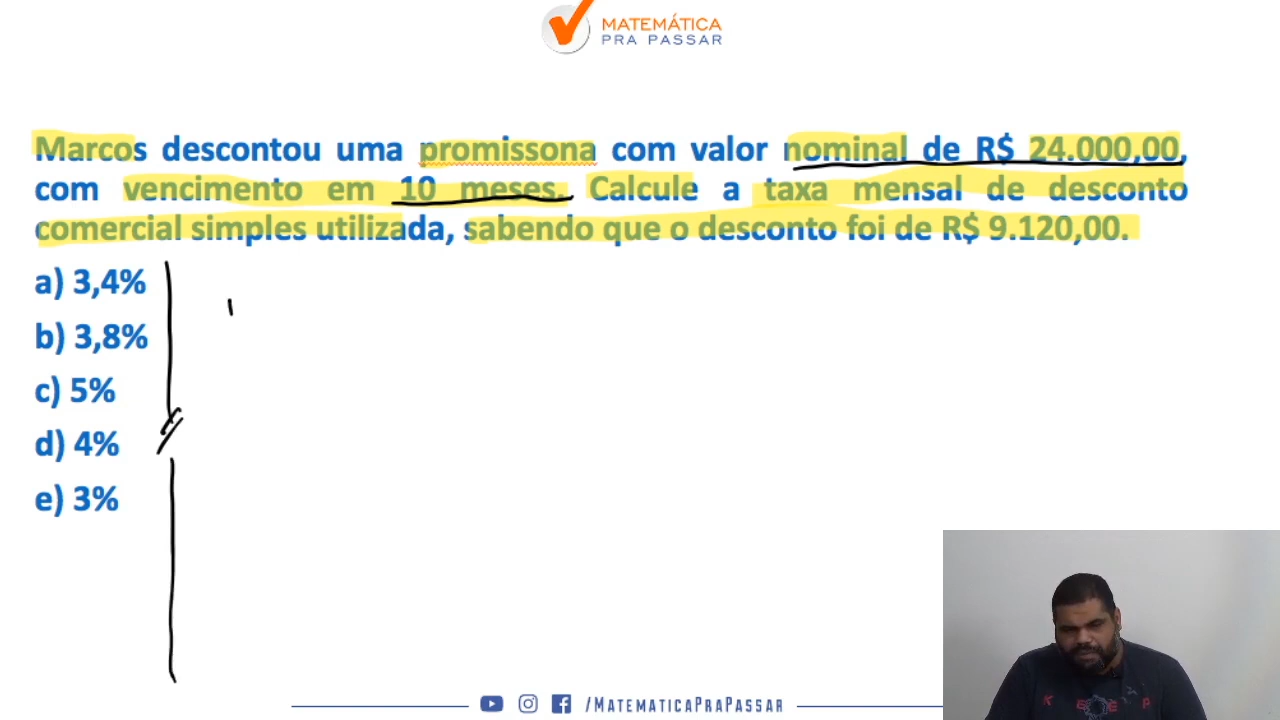 MATEMÁTICA
PRA PASSAR
Marcos descontou uma promissona com valor nominal de R$ 24.000,00,
com vencimento em 10 meses. Calcule a taxa mensal de desconto
comercial simples utilizada, sabendo que o desconto foi de R$ 9.120,00.
a) 3,4%
b) 3,8%
c) 5%
d) 4%
e) 3%
K E E P
/MATEMATICAPRAPASSAR